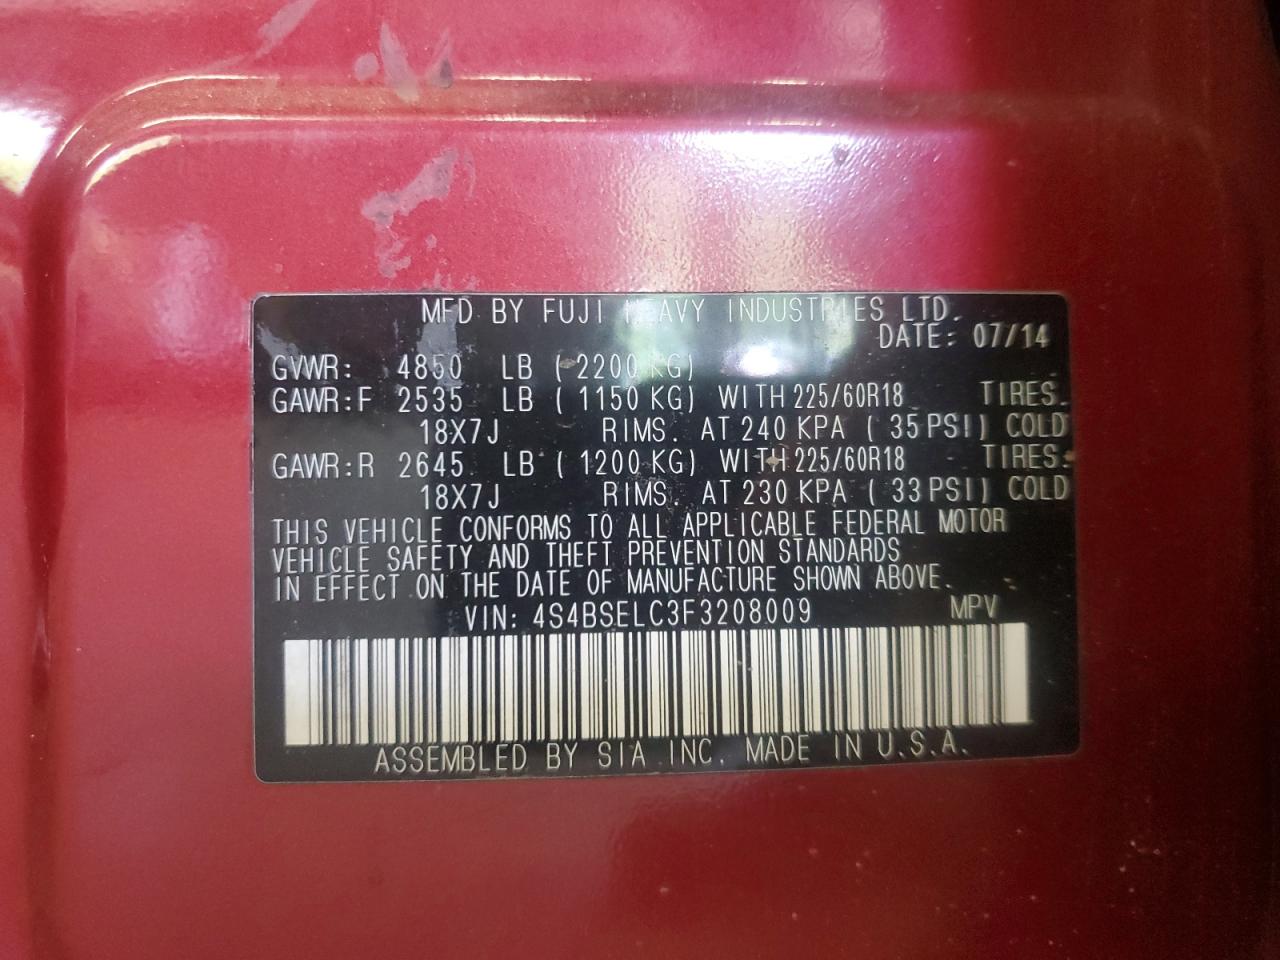 MFD BY FUJI HEAVY INDUSTRIES LTD.
DATE: 07/14
GVWR: 4850 LB (2200 KG)
GAWR:F 2535 LB (1150 KG) WITH 225/60R18 TIRES.
18X7J RIMS. AT 240 KPA (35 PSI) COLD
GAWR:R 2645 LB (1200 KG) WITH 225/60R18 TIRES.
18X7J RIMS. AT 230 KPA (33 PSI) COLD
THIS VEHICLE CONFORMS TO ALL APPLICABLE FEDERAL MOTOR
VEHICLE SAFETY AND THEFT PREVENTION STANDARDS
IN EFFECT ON THE DATE OF MANUFACTURE SHOWN ABOVE.
VIN: 4S4BSELC3F3208009 MPV
ASSEMBLED BY SIA INC. MADE IN U.S.A.